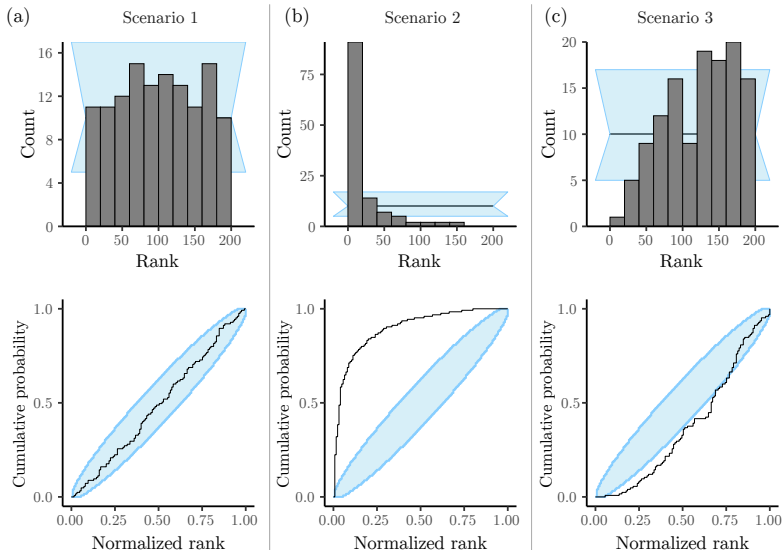 (a) Scenario 1
16
12
8
4
0
Count
0 50 100 150 200
Rank
(b) Scenario 2
75
50
25
0
Count
0 50 100 150 200
Rank
(c) Scenario 3
20
15
10
5
0
Count
0 50 100 150 200
Rank
1.0
0.5
0.0
Cumulative probability
0.00 0.25 0.50 0.75 1.00
Normalized rank
1.0
0.5
0.0
Cumulative probability
0.00 0.25 0.50 0.75 1.00
Normalized rank
1.0
0.5
0.0
Cumulative probability
0.00 0.25 0.50 0.75 1.00
Normalized rank